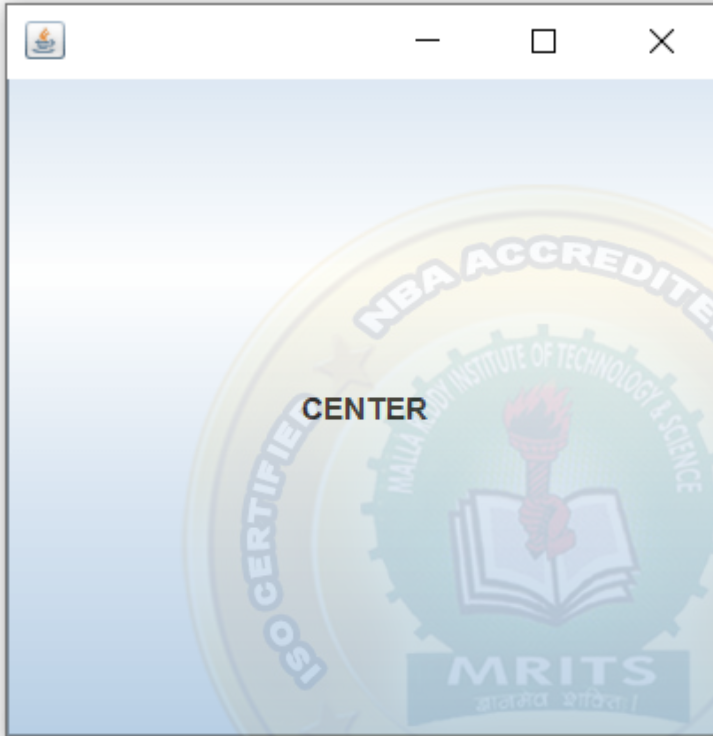 NBA ACCREDITE
MALLA REDDY INSTITUTE OF TECHNOLOGY & SCIENCE
CENTER
ISO CERTIFIED
MRITS